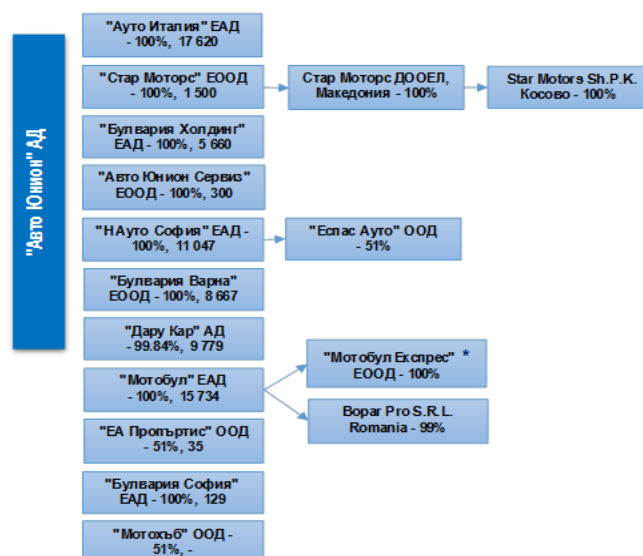 "Авто Юнион" АД
"Ауто Италия" ЕАД
- 100%, 17 620
"Стар Моторс" ЕООД
- 100%, 1 500
Стар Моторс ДООЕЛ,
Македония - 100%
Star Motors Sh.P.K.
Косово - 100%
"Булвария Холдинг"
ЕАД - 100%, 5 660
"Авто Юнион Сервиз"
ЕООД - 100%, 300
"Н Ауто София" ЕАД -
100%, 11 047
"Еспас Ауто" ООД
- 51%
"Булвария Варна"
ЕООД - 100%, 8 667
"Дару Кар" АД
- 99.84%, 9 779
"Мотобул" ЕАД
- 100%, 15 734
"Мотобул Експрес" *
ЕООД - 100%
Bopar Pro S.R.L.
Romania - 99%
"ЕА Пропъртис" ООД
- 51%, 35
"Булвария София"
ЕАД - 100%, 129
"Мотохъб" ООД -
51%, -